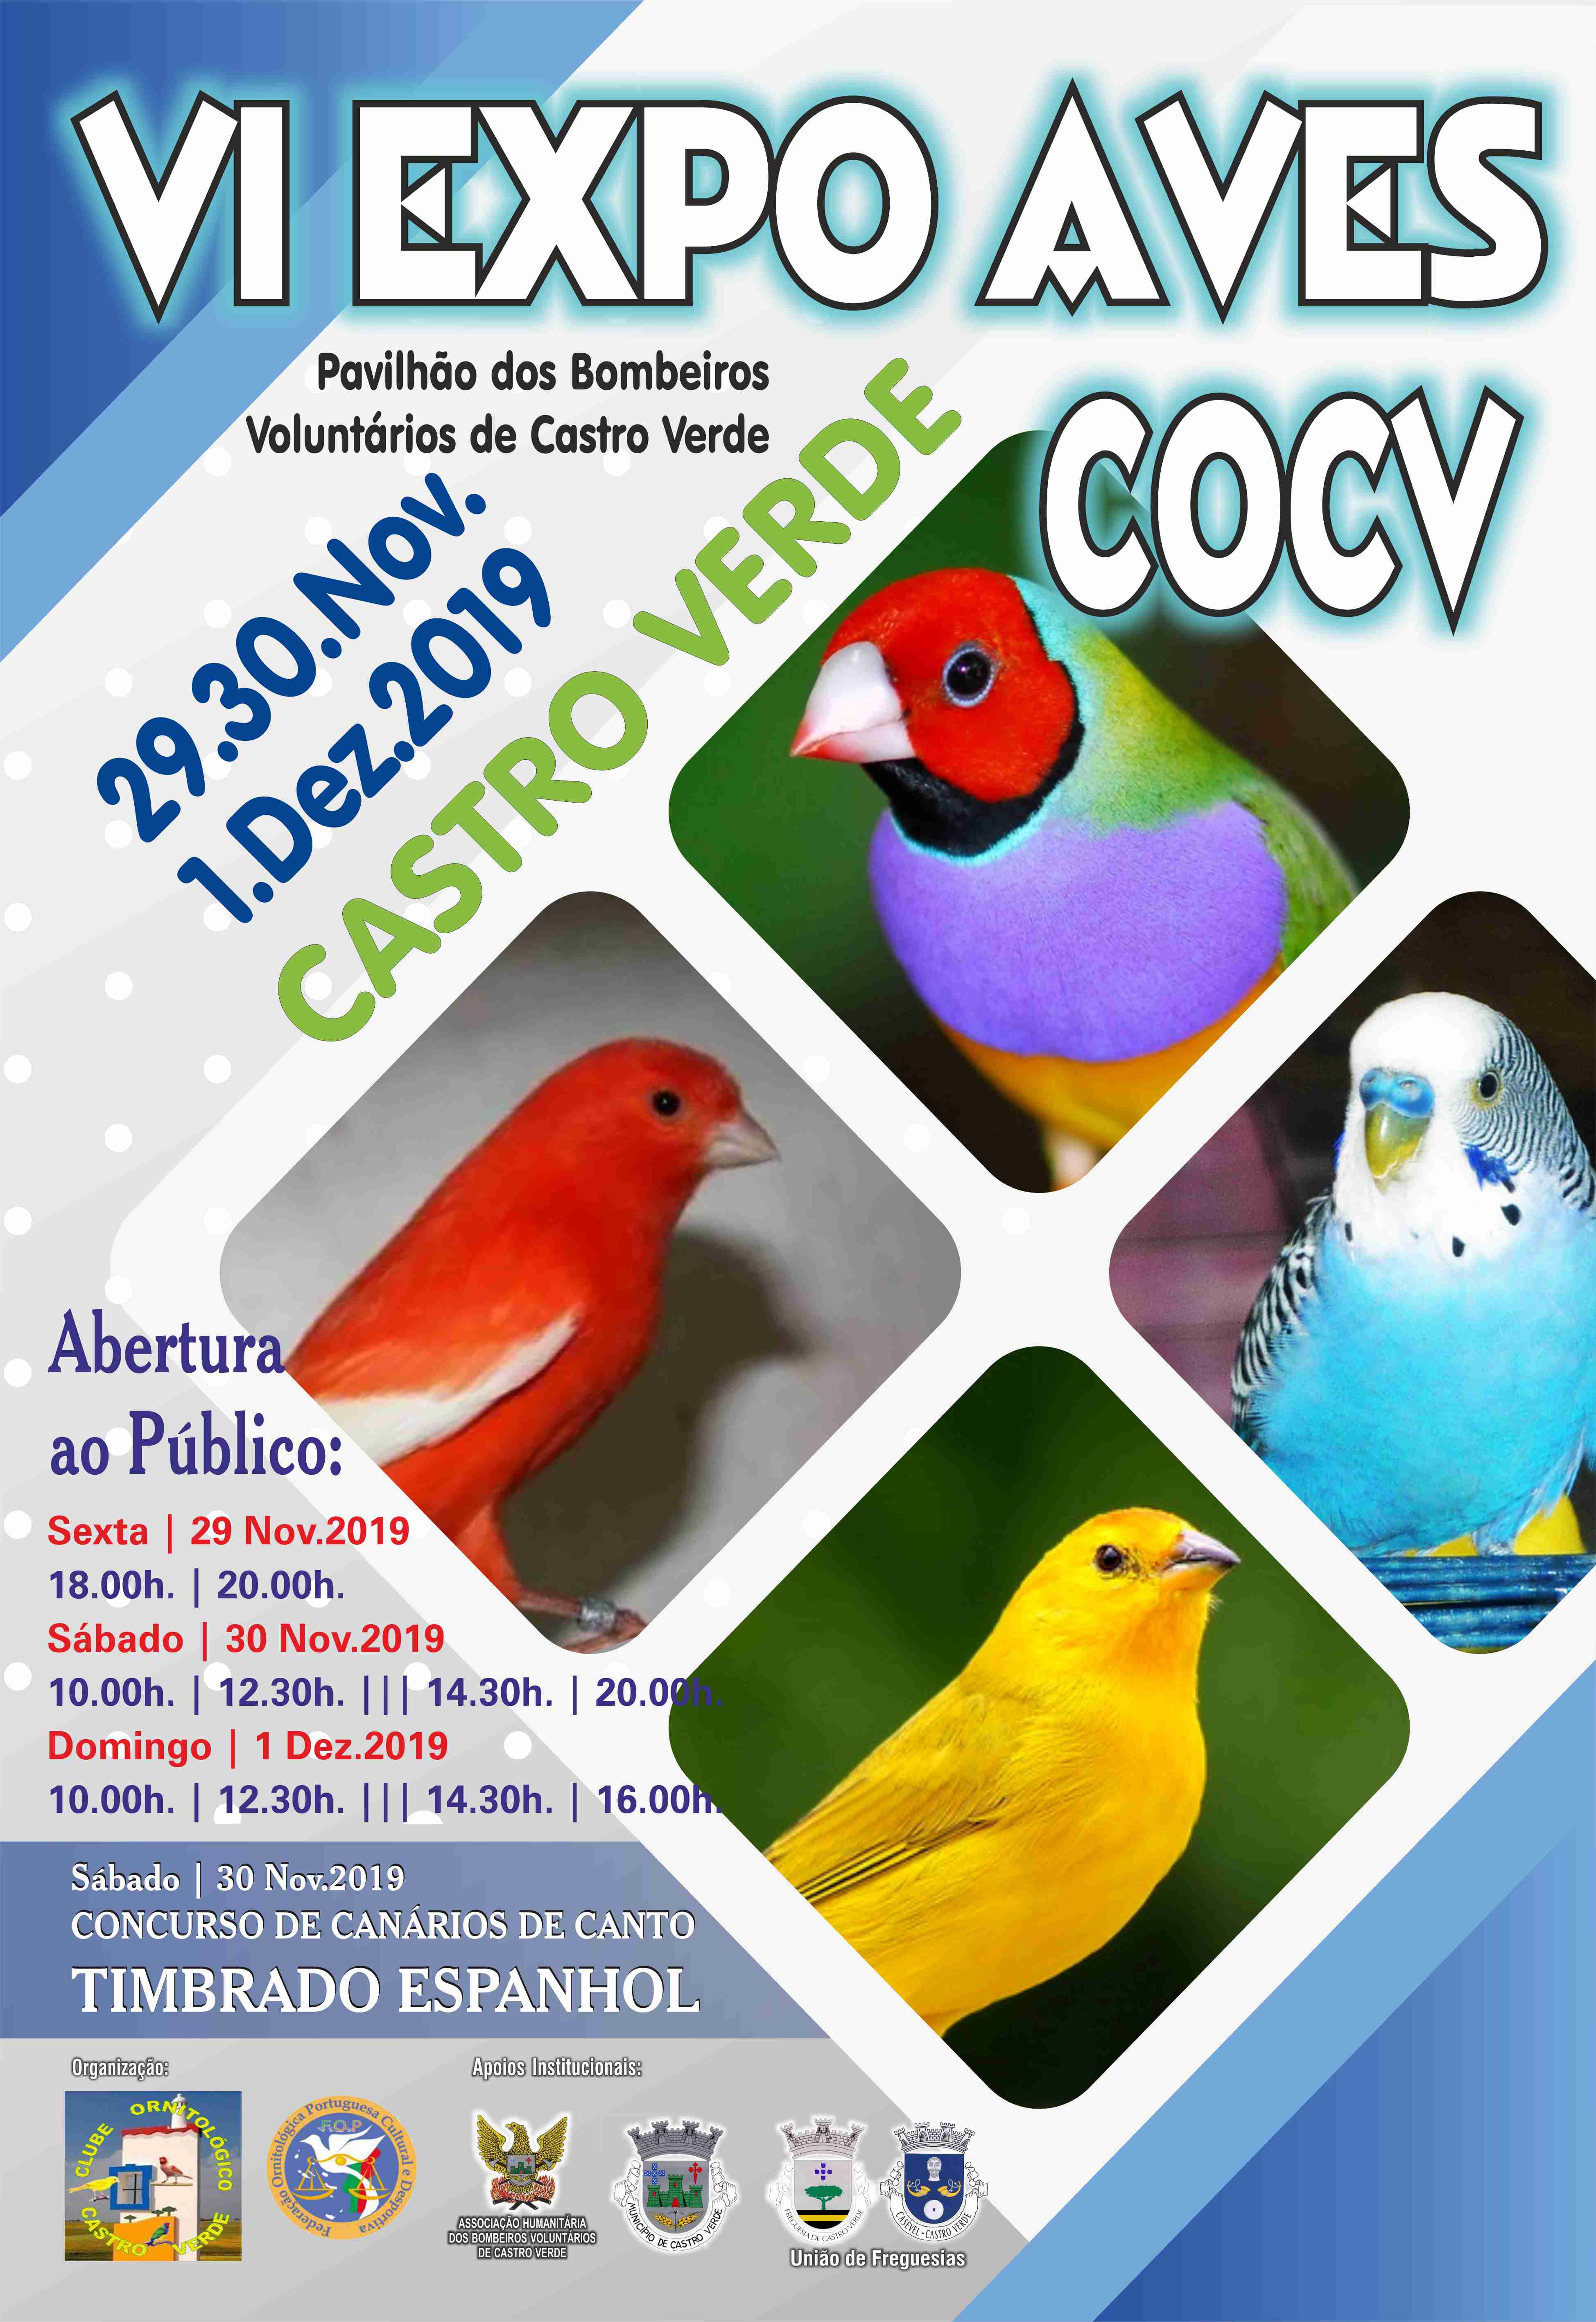 VI EXPO AVES
COCV
Pavilhão dos Bombeiros
Voluntários de Castro Verde
29.30.Nov.
1.Dez.2019
CASTRO VERDE
Abertura
ao Público:
Sexta | 29 Nov.2019
18.00h. | 20.00h.
Sábado | 30 Nov.2019
10.00h. | 12.30h. ||| 14.30h. | 20.00h.
Domingo | 1 Dez.2019
10.00h. | 12.30h. ||| 14.30h. | 16.00h.
Sábado | 30 Nov.2019
CONCURSO DE CANÁRIOS DE CANTO
TIMBRADO ESPANHOL
Organização:
Apoios Institucionais:
CLUBE ORNITOLÓGICO
CASTRO VERDE
Federação Ornitológica Portuguesa Cultural e Desportiva
F.O.P
ASSOCIAÇÃO HUMANITÁRIA
DOS BOMBEIROS VOLUNTÁRIOS
DE CASTRO VERDE
MUNICÍPIO DE CASTRO VERDE
FREGUESIA DE CASTRO VERDE
CASÉVEL - CASTRO VERDE
União de Freguesias